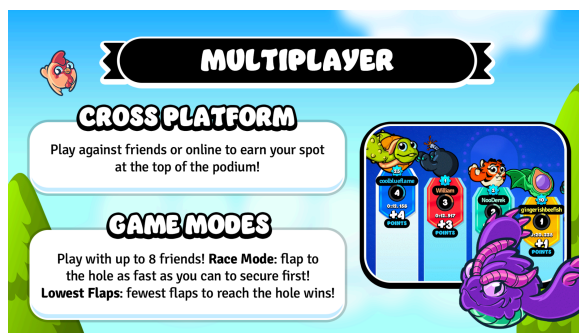 MULTIPLAYER
CROSS PLATFORM
Play against friends or online to earn your spot
at the top of the podium!
GAME MODES
Play with up to 8 friends! Race Mode: flap to
the hole as fast as you can to secure first!
Lowest Flaps: fewest flaps to reach the hole wins!
coolblueflame
4
+4
POINTS
William
3
0:12. 917
+3
POINTS
NooDerek
2
gingerishbeefish
1